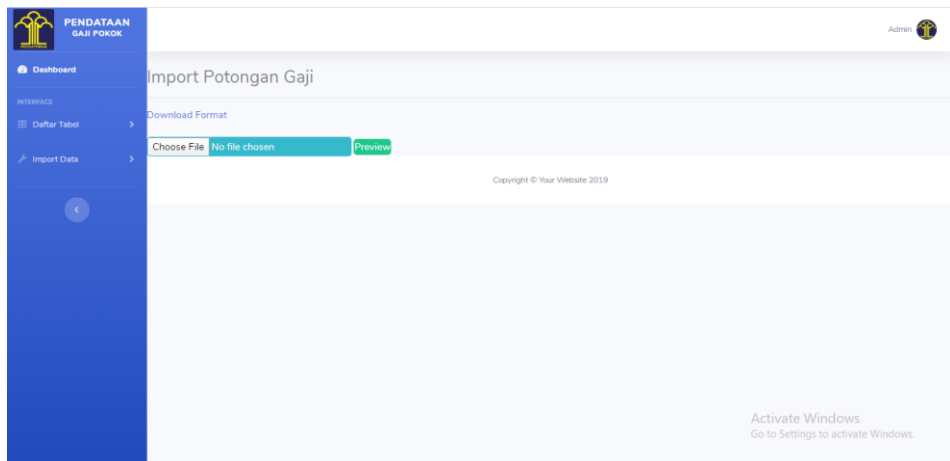 PENDATAAN
GAJI POKOK
Admin
Dashboard
Import Potongan Gaji
INTERFACE
Daftar Tabel
Download Format
Choose File No file chosen Preview
Import Data
Copyright © Your Website 2019
Activate Windows
Go to Settings to activate Windows.